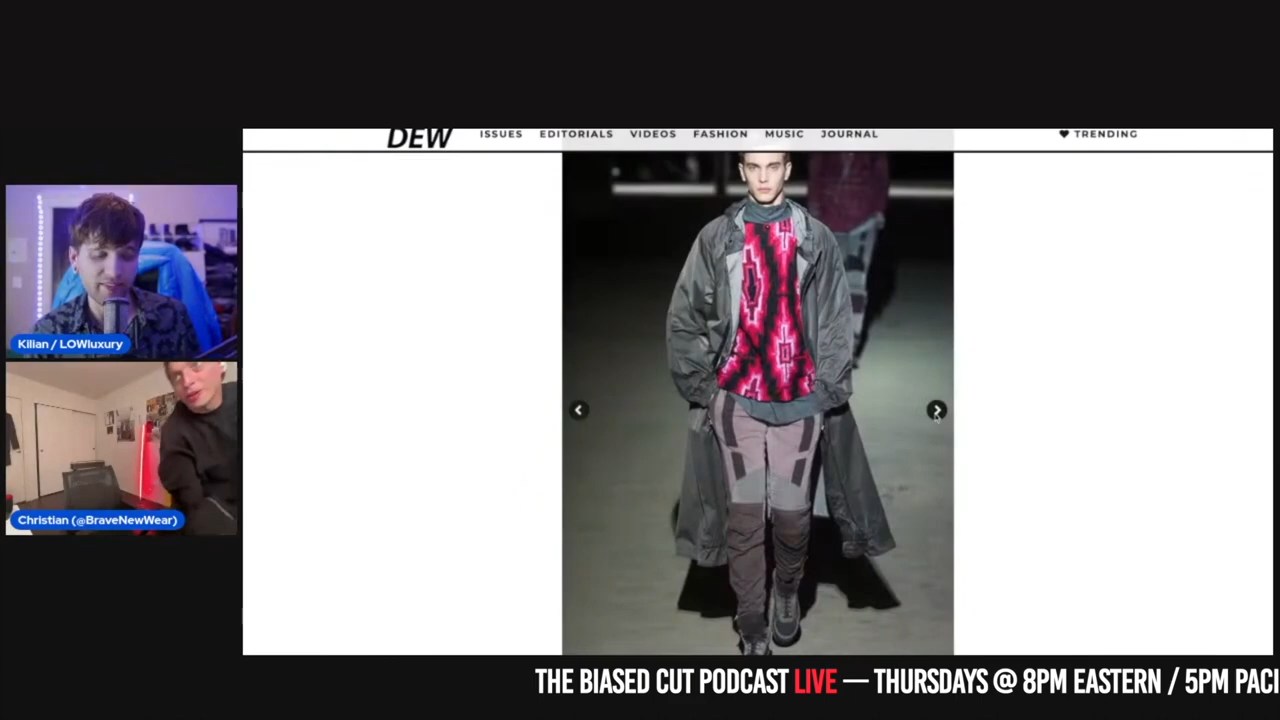 DEW
ISSUES EDITORIALS VIDEOS FASHION MUSIC JOURNAL
TRENDING
Kilian / LOWluxury
Christian (@BraveNewWear)
THE BIASED CUT PODCAST LIVE — THURSDAYS @ 8PM EASTERN / 5PM PACI